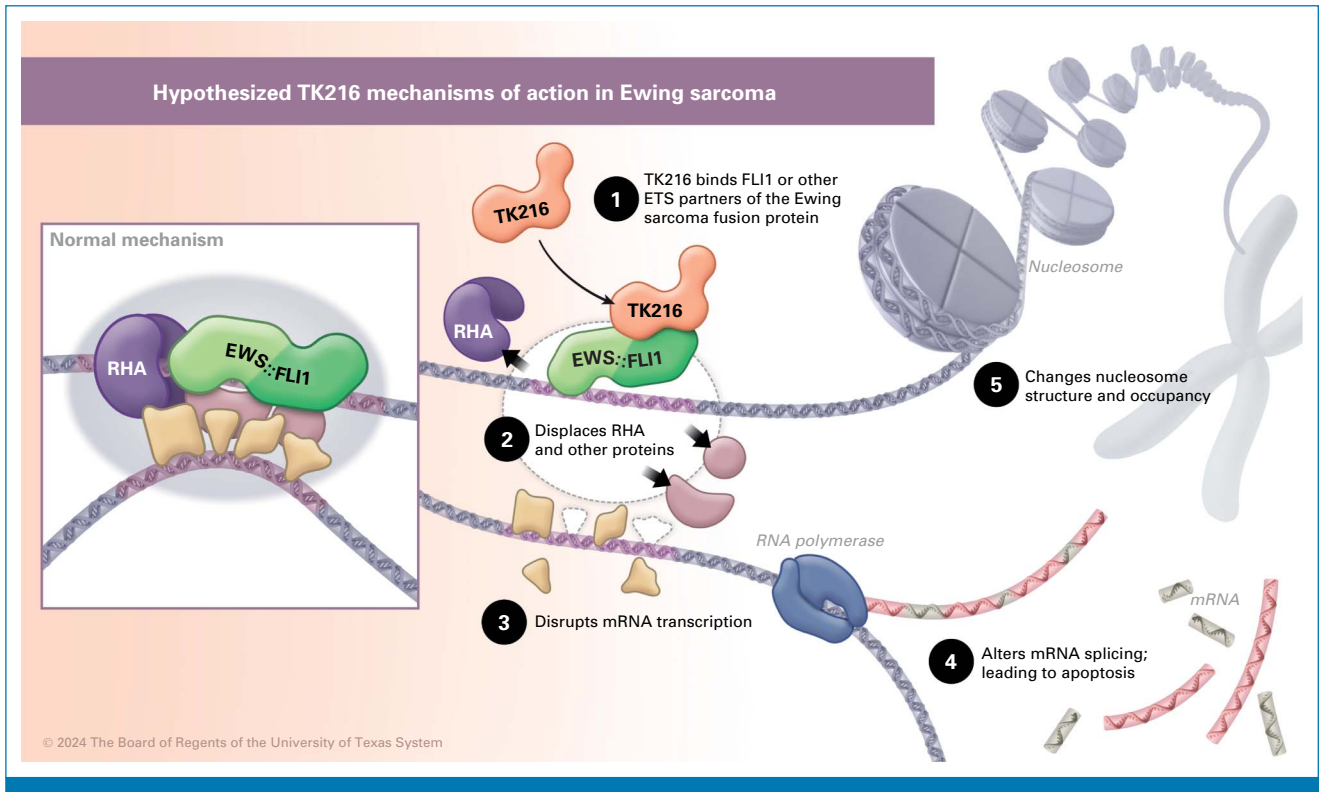 Hypothesized TK216 mechanisms of action in Ewing sarcoma
Normal mechanism
RHA
EWS::FLI1
TK216
1
TK216 binds FLI1 or other
ETS partners of the Ewing
sarcoma fusion protein
RHA
TK216
EWS::FLI1
2
Displaces RHA
and other proteins
3
Disrupts mRNA transcription
RNA polymerase
4
Alters mRNA splicing;
leading to apoptosis
mRNA
Nucleosome
5
Changes nucleosome
structure and occupancy
© 2024 The Board of Regents of the University of Texas System